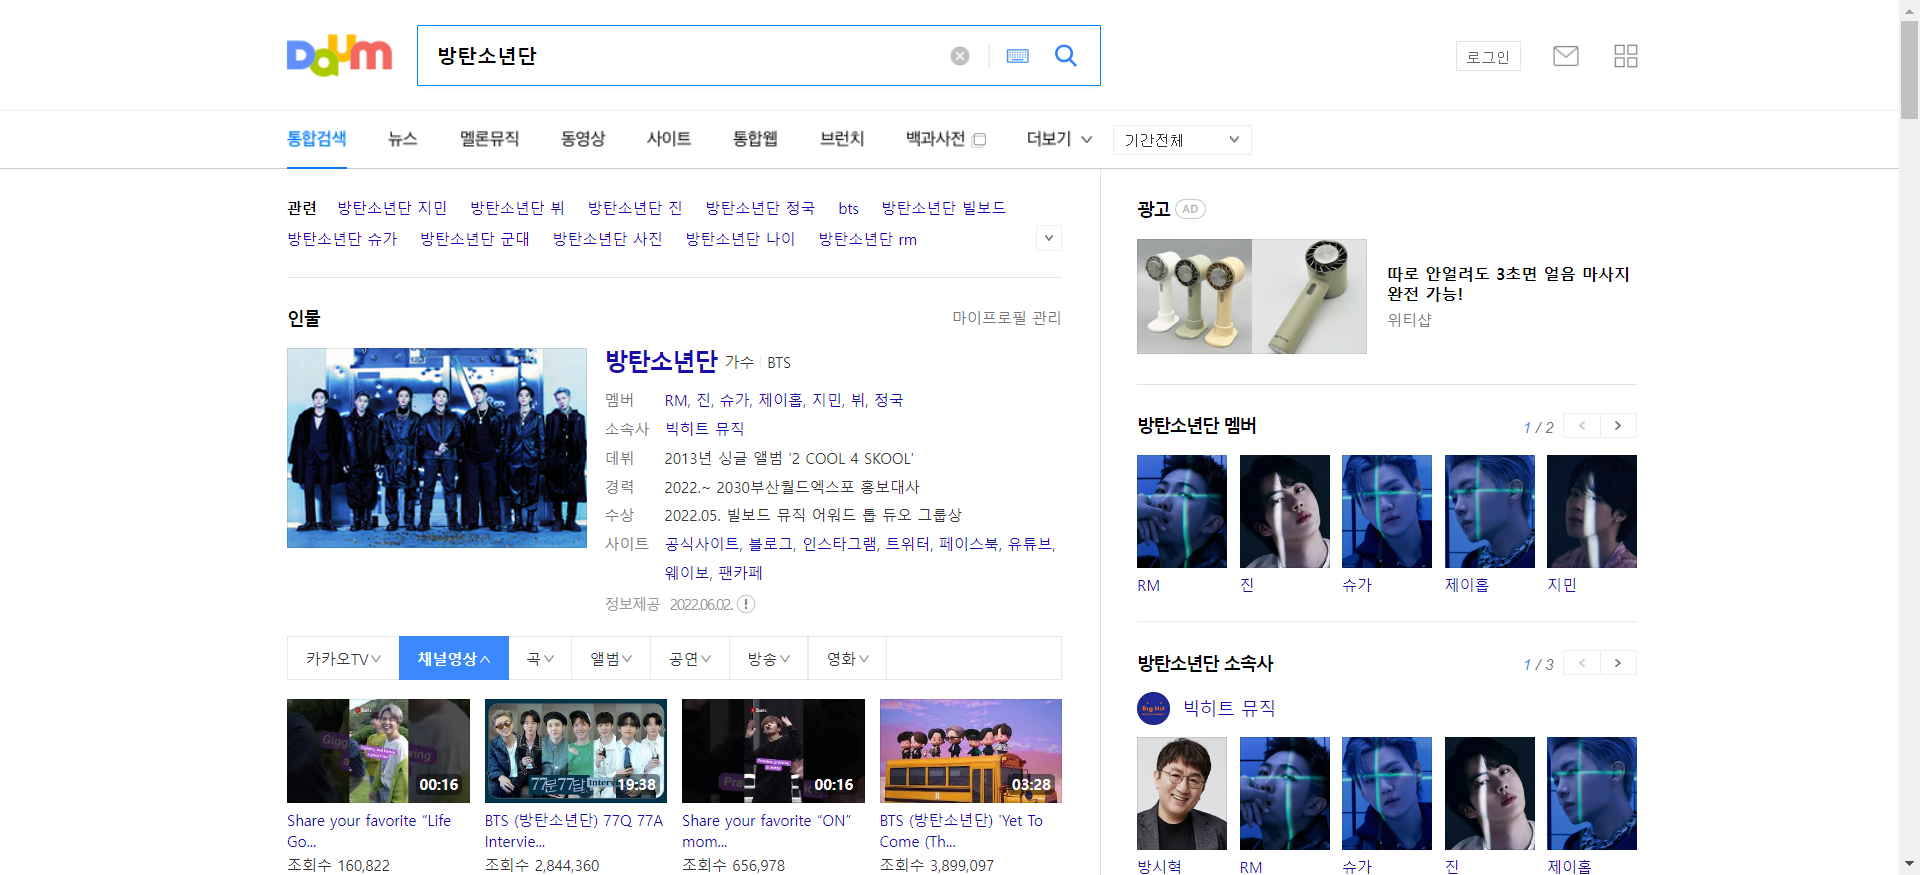 Daum
방탄소년단
로그인
통합검색 뉴스 멜론뮤직 동영상 사이트 통합웹 브런치 백과사전 더보기 기간전체
관련 방탄소년단 지민 방탄소년단 뷔 방탄소년단 진 방탄소년단 정국 bts 방탄소년단 빌보드
방탄소년단 슈가 방탄소년단 군대 방탄소년단 사진 방탄소년단 나이 방탄소년단 rm
인물
마이프로필 관리
방탄소년단 가수 BTS
멤버 RM, 진, 슈가, 제이홉, 지민, 뷔, 정국
소속사 빅히트 뮤직
데뷔 2013년 싱글 앨범 '2 COOL 4 SKOOL'
경력 2022.~ 2030부산월드엑스포 홍보대사
수상 2022.05. 빌보드 뮤직 어워드 톱 듀오 그룹상
사이트 공식사이트, 블로그, 인스타그램, 트위터, 페이스북, 유튜브,
웨이보, 팬카페
정보제공 2022.06.02.
카카오TV 채널영상 곡 앨범 공연 방송 영화
00:16
77문77답 Interv
19:38
00:16
03:28
Share your favorite “Life
Go...
조회수 160,822
BTS (방탄소년단) 77Q 77A
Intervie...
조회수 2,844,360
Share your favorite “ON”
mom...
조회수 656,978
BTS (방탄소년단) 'Yet To
Come (Th...
조회수 3,899,097
광고 AD
따로 안얼려도 3초면 얼음 마사지
완전 가능!
위티샵
방탄소년단 멤버
1 / 2
RM 진 슈가 제이홉 지민
방탄소년단 소속사
1 / 3
Big Hit
빅히트 뮤직
방시혁 RM 슈가 진 제이홉